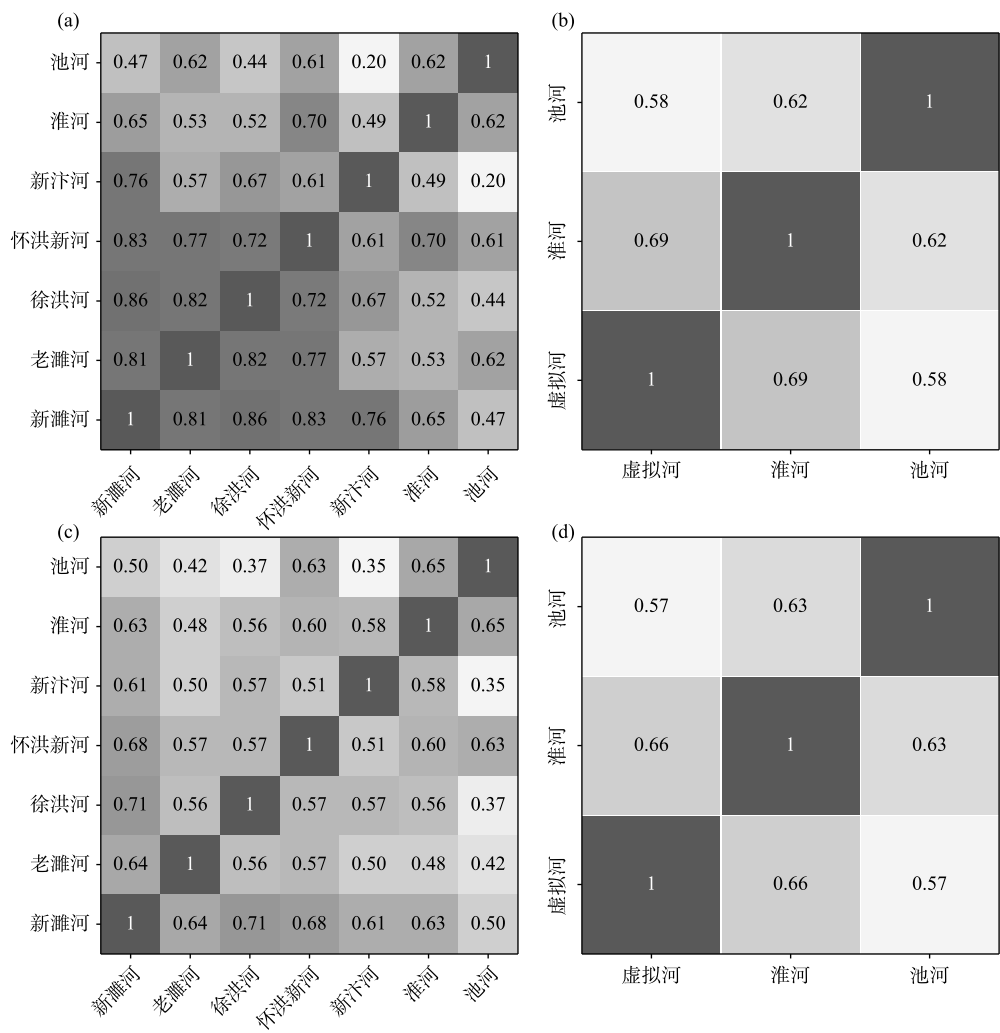 (a)
池河 0.47 0.62 0.44 0.61 0.20 0.62 1
淮河 0.65 0.53 0.52 0.70 0.49 1 0.62
新汴河 0.76 0.57 0.67 0.61 1 0.49 0.20
怀洪新河 0.83 0.77 0.72 1 0.61 0.70 0.61
徐洪河 0.86 0.82 1 0.72 0.67 0.52 0.44
老濉河 0.81 1 0.82 0.77 0.57 0.53 0.62
新濉河 1 0.81 0.86 0.83 0.76 0.65 0.47
新濉河 老濉河 徐洪河 怀洪新河 新汴河 淮河 池河
(b)
池河 0.58 0.62 1
淮河 0.69 1 0.62
虚拟河 1 0.69 0.58
虚拟河 淮河 池河
(c)
池河 0.50 0.42 0.37 0.63 0.35 0.65 1
淮河 0.63 0.48 0.56 0.60 0.58 1 0.65
新汴河 0.61 0.50 0.57 0.51 1 0.58 0.35
怀洪新河 0.68 0.57 0.57 1 0.51 0.60 0.63
徐洪河 0.71 0.56 1 0.57 0.57 0.56 0.37
老濉河 0.64 1 0.56 0.57 0.50 0.48 0.42
新濉河 1 0.64 0.71 0.68 0.61 0.63 0.50
新濉河 老濉河 徐洪河 怀洪新河 新汴河 淮河 池河
(d)
池河 0.57 0.63 1
淮河 0.66 1 0.63
虚拟河 1 0.66 0.57
虚拟河 淮河 池河